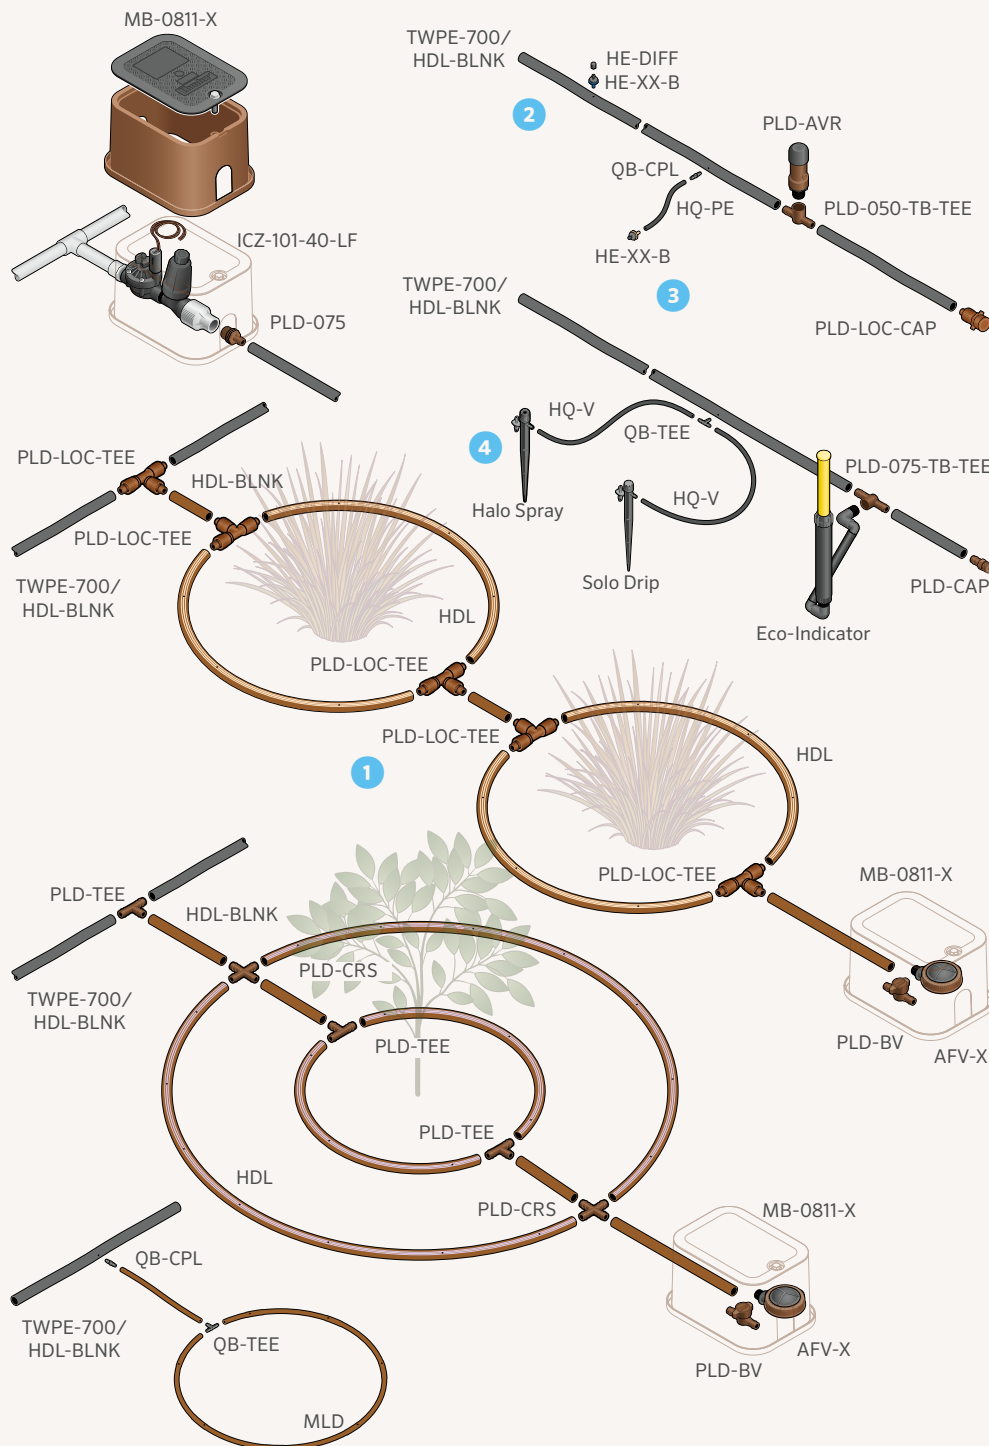 MB-0811-X
TWPE-700/
HDL-BLNK
HE-DIFF
HE-XX-B
2
PLD-AVR
QB-CPL
HQ-PE
PLD-050-TB-TEE
HE-XX-B
ICZ-101-40-LF
PLD-075
TWPE-700/
HDL-BLNK
3
PLD-LOC-CAP
HQ-V
QB-TEE
4
PLD-LOC-TEE
HDL-BLNK
PLD-075-TB-TEE
HQ-V
Halo Spray
PLD-LOC-TEE
Solo Drip
TWPE-700/
HDL-BLNK
PLD-CAP
HDL
Eco-Indicator
PLD-LOC-TEE
PLD-LOC-TEE
HDL
1
PLD-LOC-TEE
MB-0811-X
PLD-TEE
HDL-BLNK
PLD-CRS
TWPE-700/
HDL-BLNK
PLD-TEE
PLD-BV
AFV-X
PLD-TEE
HDL
PLD-CRS
MB-0811-X
QB-CPL
TWPE-700/
HDL-BLNK
QB-TEE
AFV-X
PLD-BV
MLD